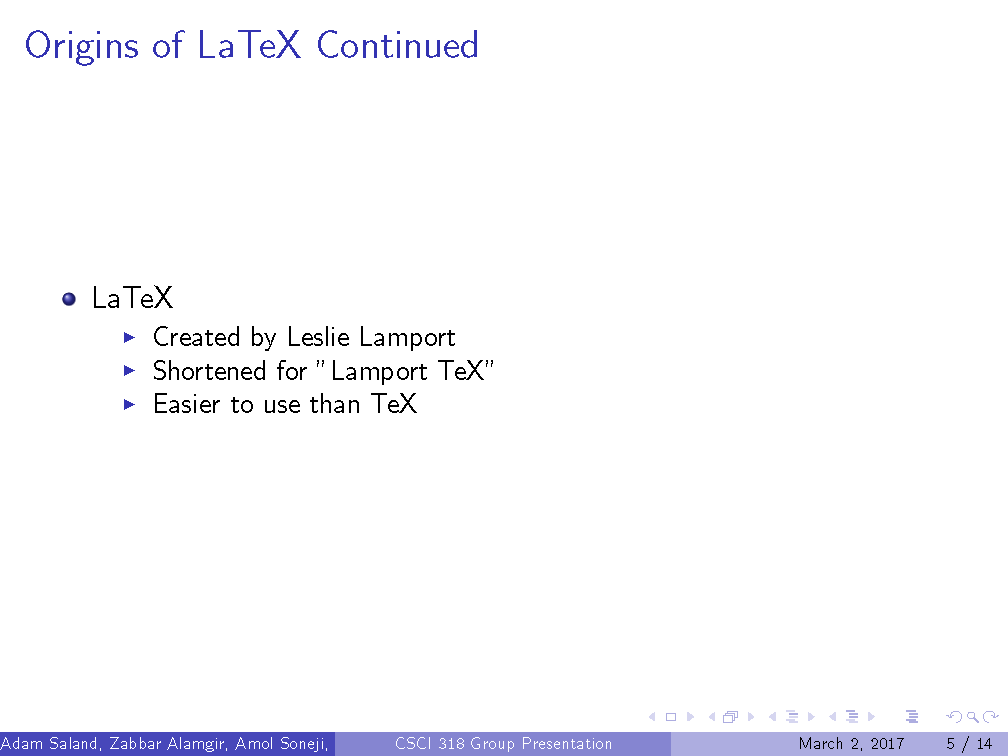 Origins of LaTeX Continued
LaTeX
Created by Leslie Lamport
Shortened for ”Lamport TeX”
Easier to use than TeX
Adam Saland, Zabbar Alamgir, Amol Soneji, CSCI 318 Group Presentation March 2, 2017 5 / 14